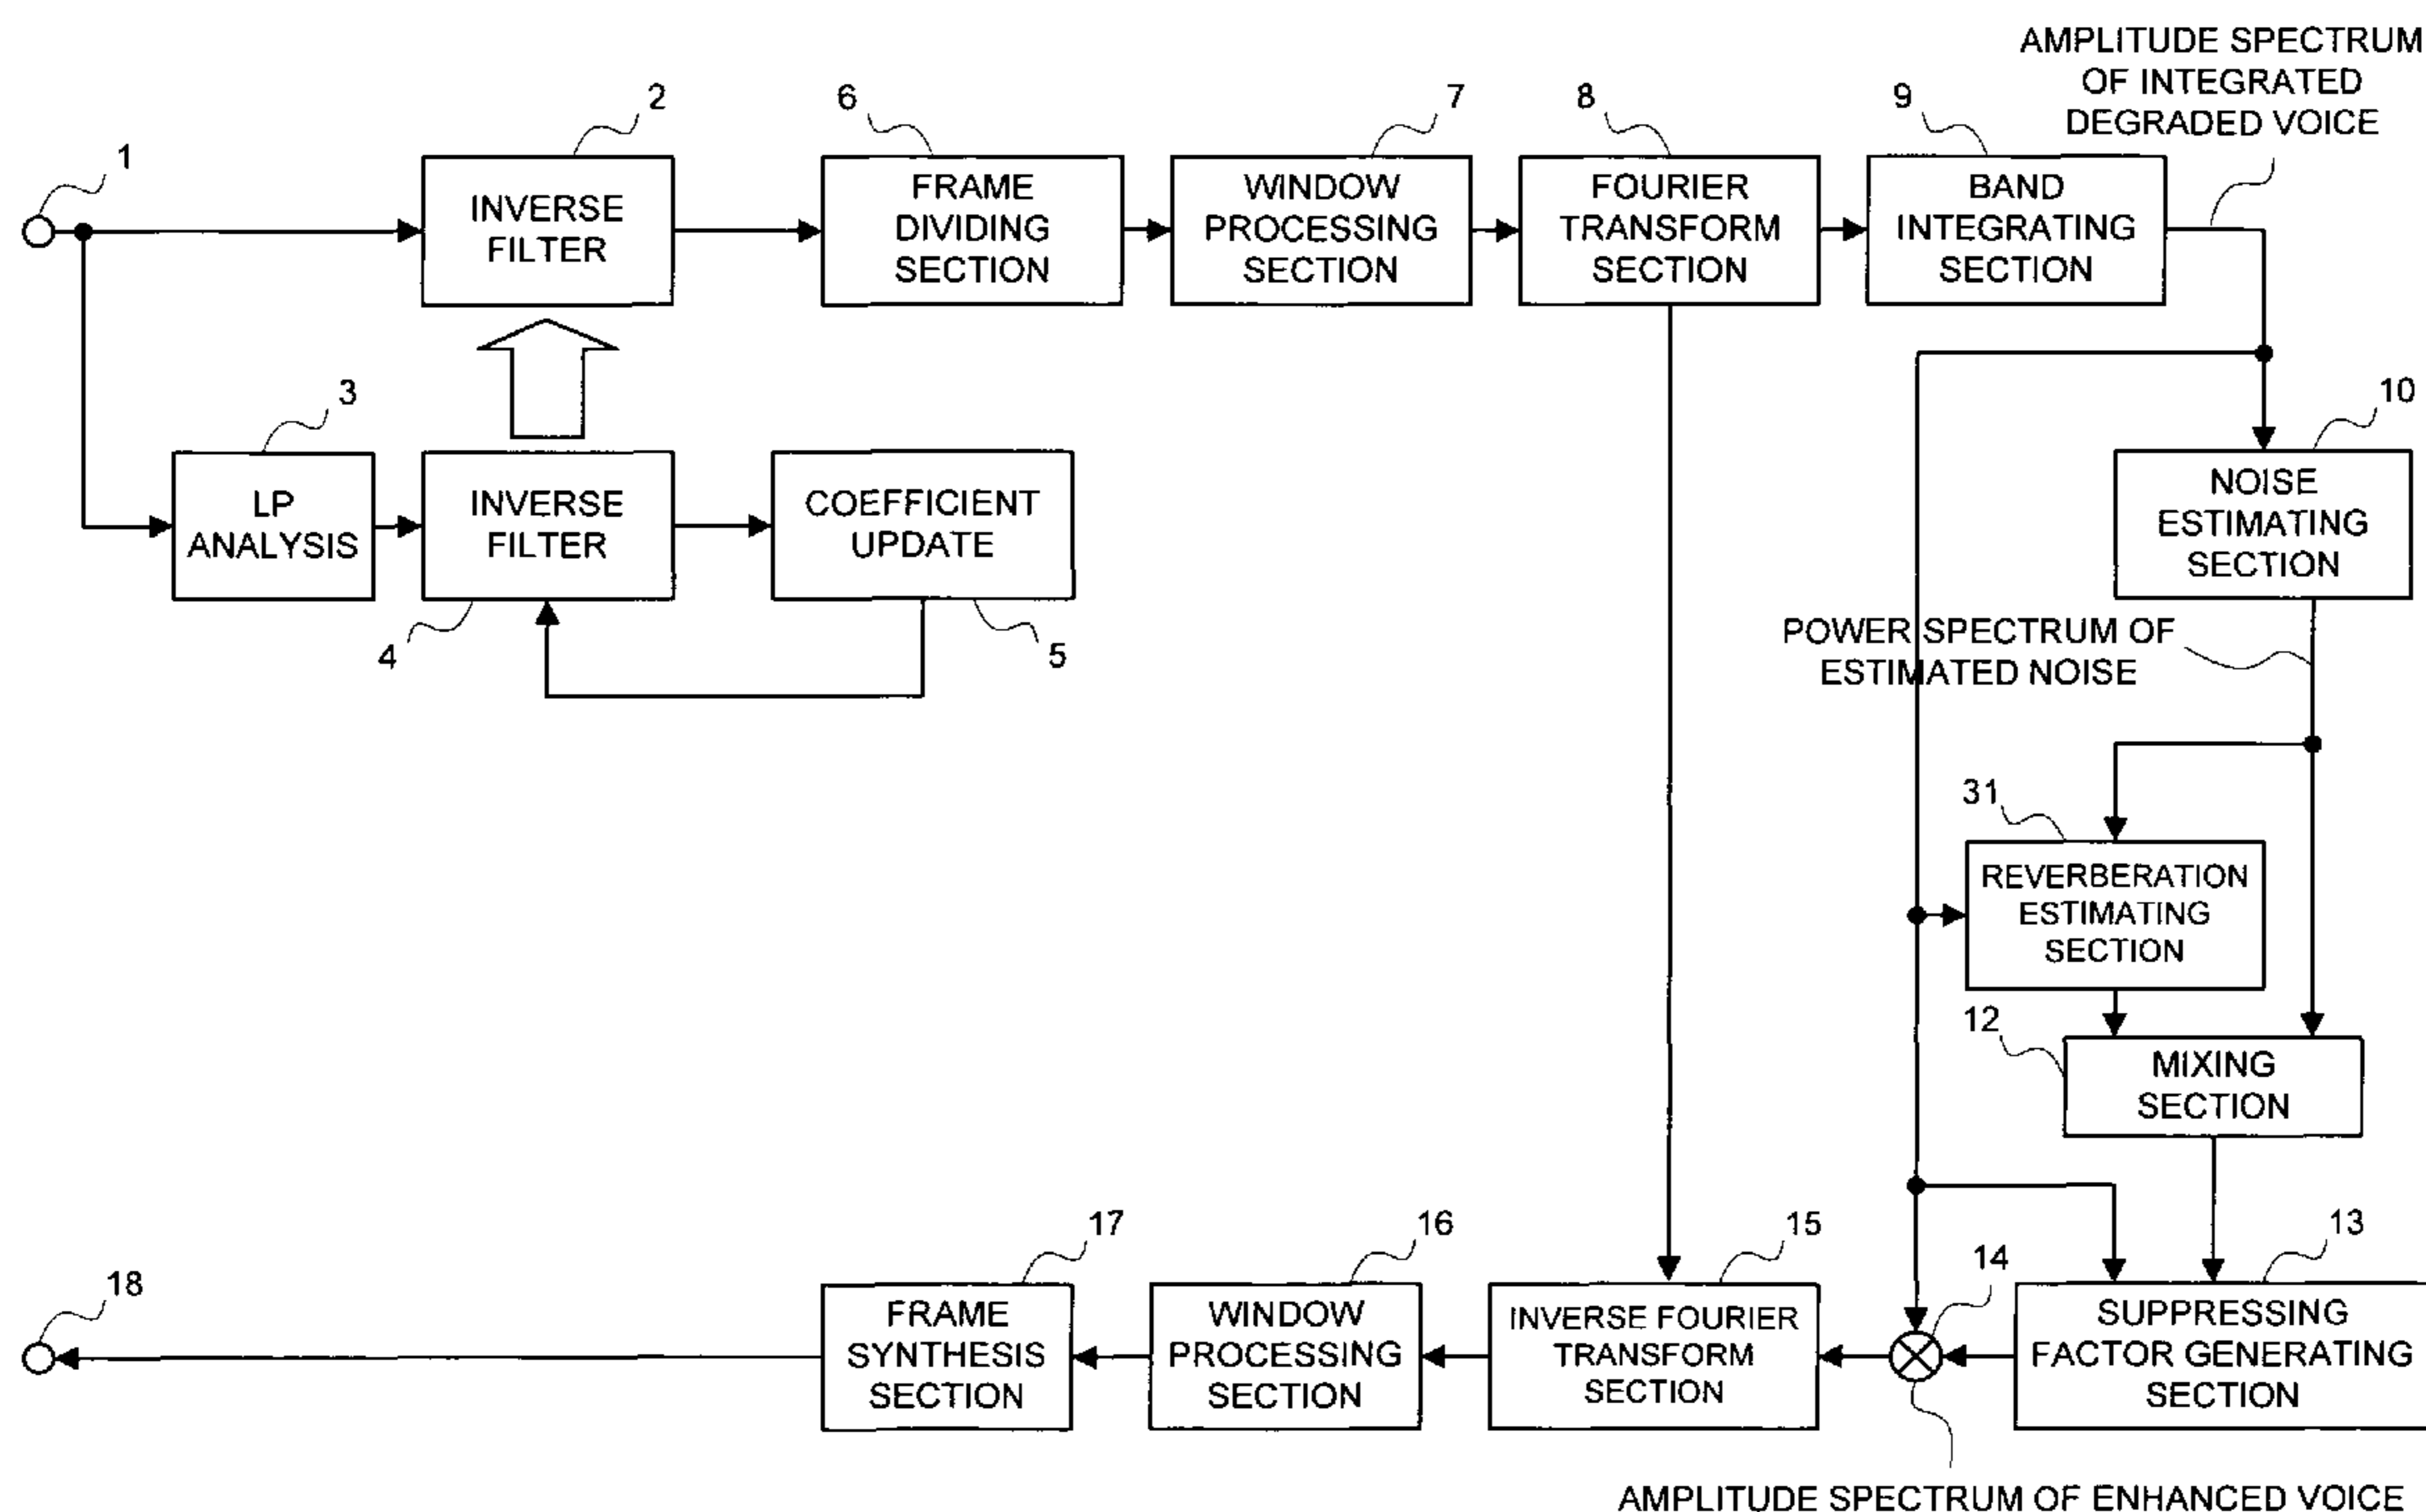 AMPLITUDE SPECTRUM
OF INTEGRATED
DEGRADED VOICE
1
2
6
7
8
9
INVERSE
FILTER
FRAME
DIVIDING
SECTION
WINDOW
PROCESSING
SECTION
FOURIER
TRANSFORM
SECTION
BAND
INTEGRATING
SECTION
3
10
LP
ANALYSIS
INVERSE
FILTER
COEFFICIENT
UPDATE
NOISE
ESTIMATING
SECTION
4
5
POWER SPECTRUM OF
ESTIMATED NOISE
31
REVERBERATION
ESTIMATING
SECTION
12
MIXING
SECTION
18
17
16
15
14
13
FRAME
SYNTHESIS
SECTION
WINDOW
PROCESSING
SECTION
INVERSE FOURIER
TRANSFORM
SECTION
SUPPRESSING
FACTOR GENERATING
SECTION
AMPLITUDE SPECTRUM OF ENHANCED VOICE